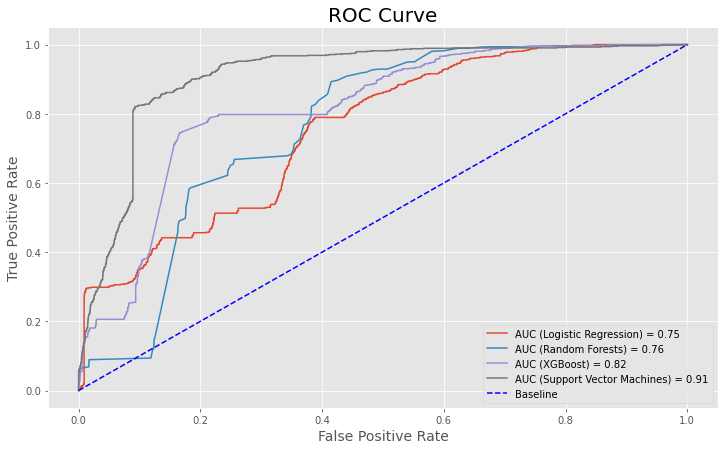 ROC Curve
True Positive Rate
1.0
0.8
0.6
0.4
0.2
0.0
0.0 0.2 0.4 0.6 0.8 1.0
False Positive Rate
AUC (Logistic Regression) = 0.75
AUC (Random Forests) = 0.76
AUC (XGBoost) = 0.82
AUC (Support Vector Machines) = 0.91
Baseline